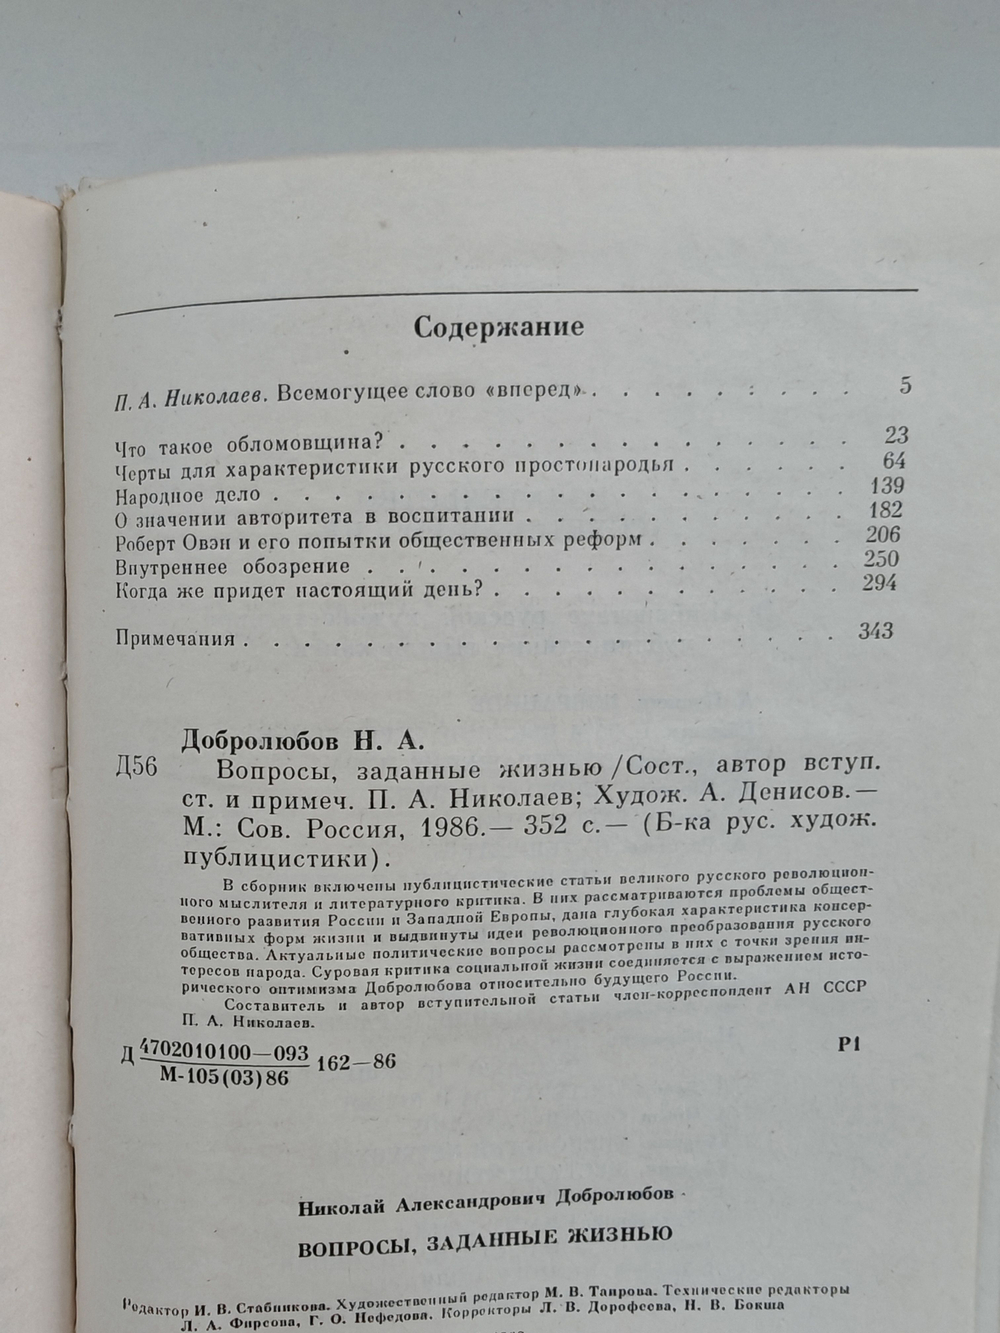 Содержание
П. А. Николаев. Всемогущее слово «вперед» . . . . . . . . 5
Что такое обломовщина? . . . . . . . . . . . . . . 23
Черты для характеристики русского простонародья . . . . . . 64
Народное дело . . . . . . . . . . . . . . . . . 139
О значении авторитета в воспитании . . . . . . . . . . 182
Роберт Овэн и его попытки общественных реформ . . . . . . 206
Внутреннее обозрение . . . . . . . . . . . . . . 250
Когда же придет настоящий день? . . . . . . . . . . . 294
Примечания . . . . . . . . . . . . . . . . . . 343
Добролюбов Н. А.
Д56 Вопросы, заданные жизнью / Сост., автор вступ.
ст. и примеч. П. А. Николаев; Худож. А. Денисов.—
М.: Сов. Россия, 1986.— 352 с.— (Б-ка рус. худож.
публицистики).
В сборник включены публицистические статьи великого русского революцион-
ного мыслителя и литературного критика. В них рассматриваются проблемы общест-
венного развития России и Западной Европы, дана глубокая характеристика консер-
вативных форм жизни и выдвинуты идеи революционного преобразования русского
общества. Актуальные политические вопросы рассмотрены в них с точки зрения ин-
тересов народа. Суровая критика социальной жизни соединяется с выражением исто-
рического оптимизма Добролюбова относительно будущего России.
Составитель и автор вступительной статьи член-корреспондент АН СССР
П. А. Николаев.
Д 4702010100—093 162—86 Р1
М-105(03)86
Николай Александрович Добролюбов
ВОПРОСЫ, ЗАДАННЫЕ ЖИЗНЬЮ
Редактор И. В. Стабникова. Художественный редактор М. В. Таирова. Технические редакторы
Л. А. Фирсова, Г. О. Нефедова. Корректоры Л. В. Дорофеева, Н. В. Бокша